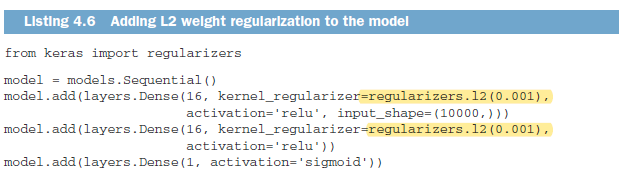 Listing 4.6 Adding L2 weight regularization to the model
from keras import regularizers
model = models.Sequential()
model.add(layers.Dense(16, kernel_regularizer=regularizers.l2(0.001),
activation='relu', input_shape=(10000,)))
model.add(layers.Dense(16, kernel_regularizer=regularizers.l2(0.001),
activation='relu'))
model.add(layers.Dense(1, activation='sigmoid'))